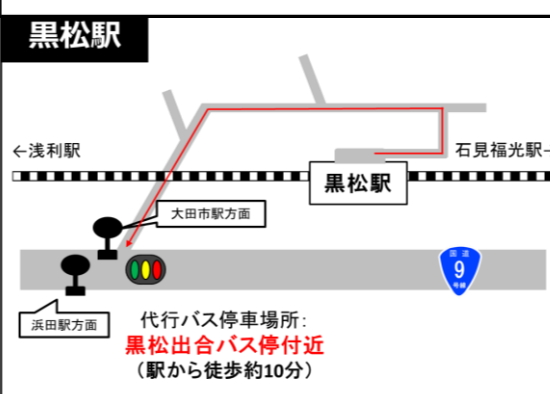 黒松駅
←浅利駅
石見福光駅→
黒松駅
大田市駅方面
国道
9
号線
浜田駅方面
代行バス停車場所：
黒松出合バス停付近
（駅から徒歩約10分）